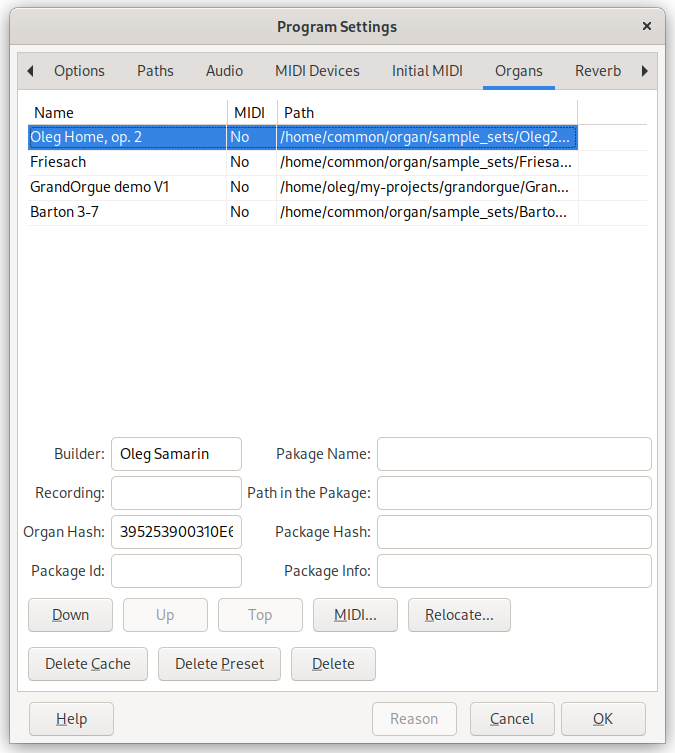 Program Settings
Options Paths Audio MIDI Devices Initial MIDI Organs Reverb
Name MIDI Path
Oleg Home, op. 2 No /home/common/organ/sample_sets/Oleg2...
Friesach No /home/common/organ/sample_sets/Friesa...
GrandOrgue demo V1 No /home/oleg/my-projects/grandorgue/Gran...
Barton 3-7 No /home/common/organ/sample_sets/Barto...
Builder: Oleg Samarin Pakage Name:
Recording: Path in the Pakage:
Organ Hash: 395253900310E6 Package Hash:
Package Id: Package Info:
Down Up Top MIDI... Relocate...
Delete Cache Delete Preset Delete
Help Reason Cancel OK